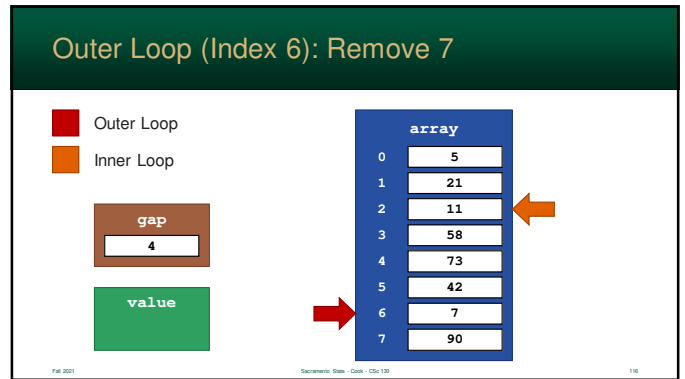 Outer Loop (Index 6): Remove 7
Outer Loop
Inner Loop
gap
4
value
array
0 5
1 21
2 11
3 58
4 73
5 42
6 7
7 90
Fall 2021 Sacramento State - Cook - CSc 130 116